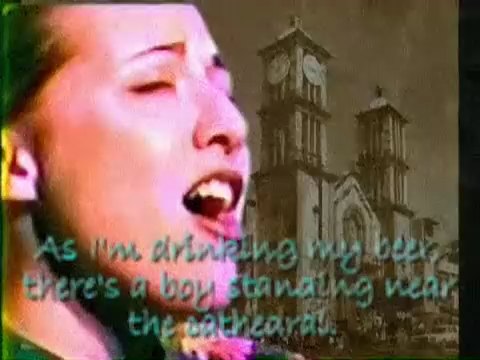 As I'm drinking my beer,
there's a boy standing near
the cathedral.